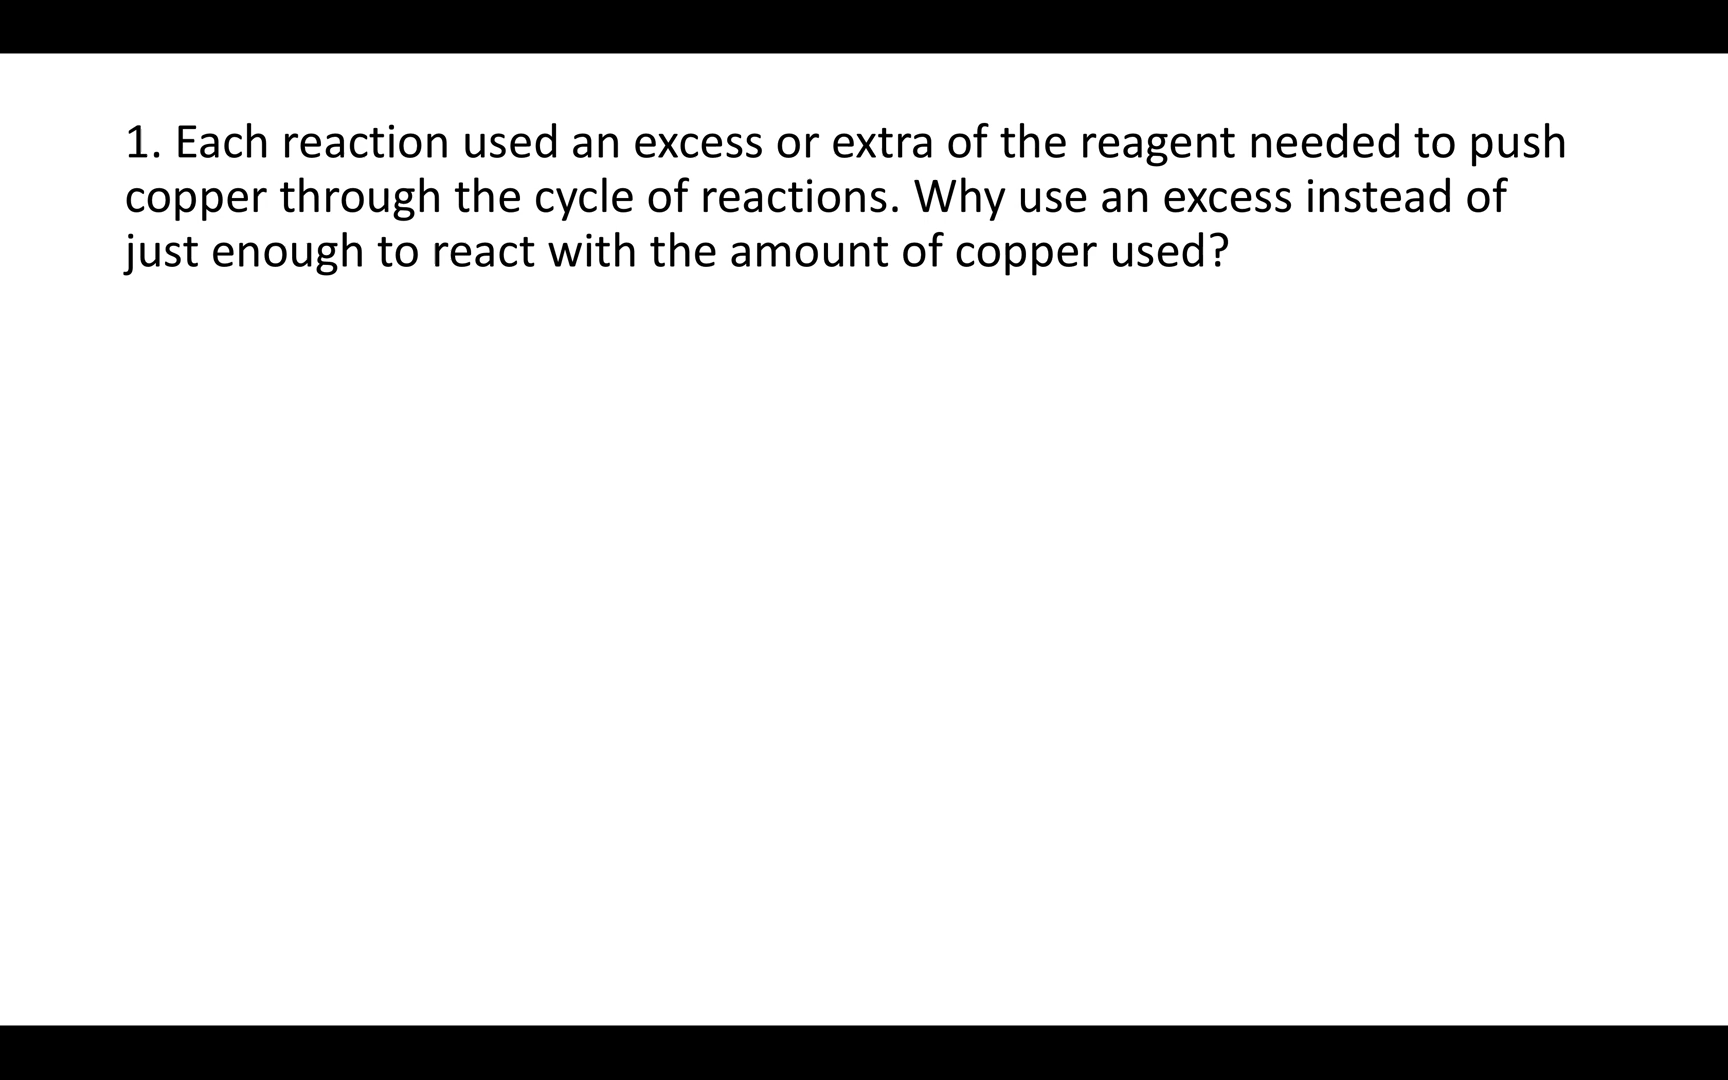 1. Each reaction used an excess or extra of the reagent needed to push
copper through the cycle of reactions. Why use an excess instead of
just enough to react with the amount of copper used?